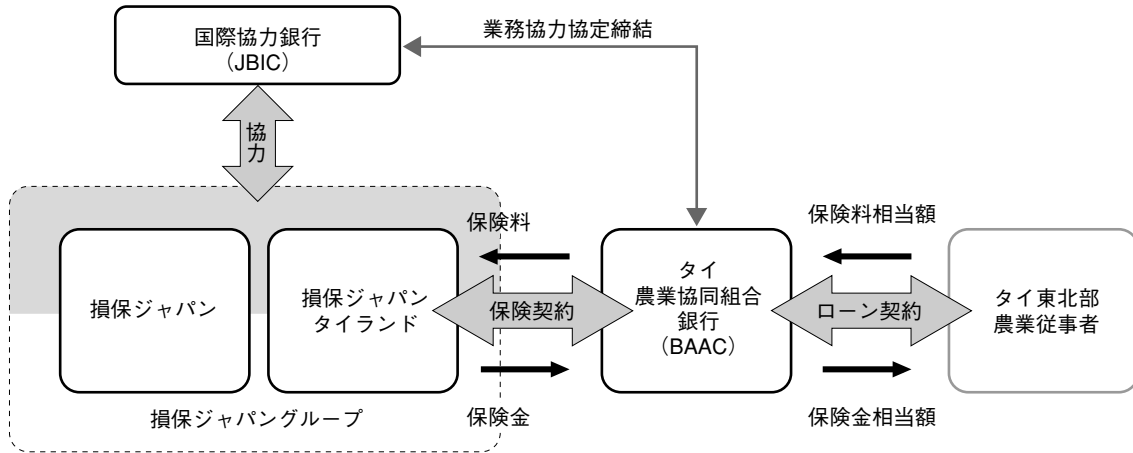 国際協力銀行
（JBIC）
業務協力協定締結
協
力
保険料
保険料相当額
損保ジャパン
損保ジャパン
タイランド
保険契約
タイ
農業協同組合
銀行
（BAAC）
ローン契約
タイ東北部
農業従事者
損保ジャパングループ
保険金
保険金相当額